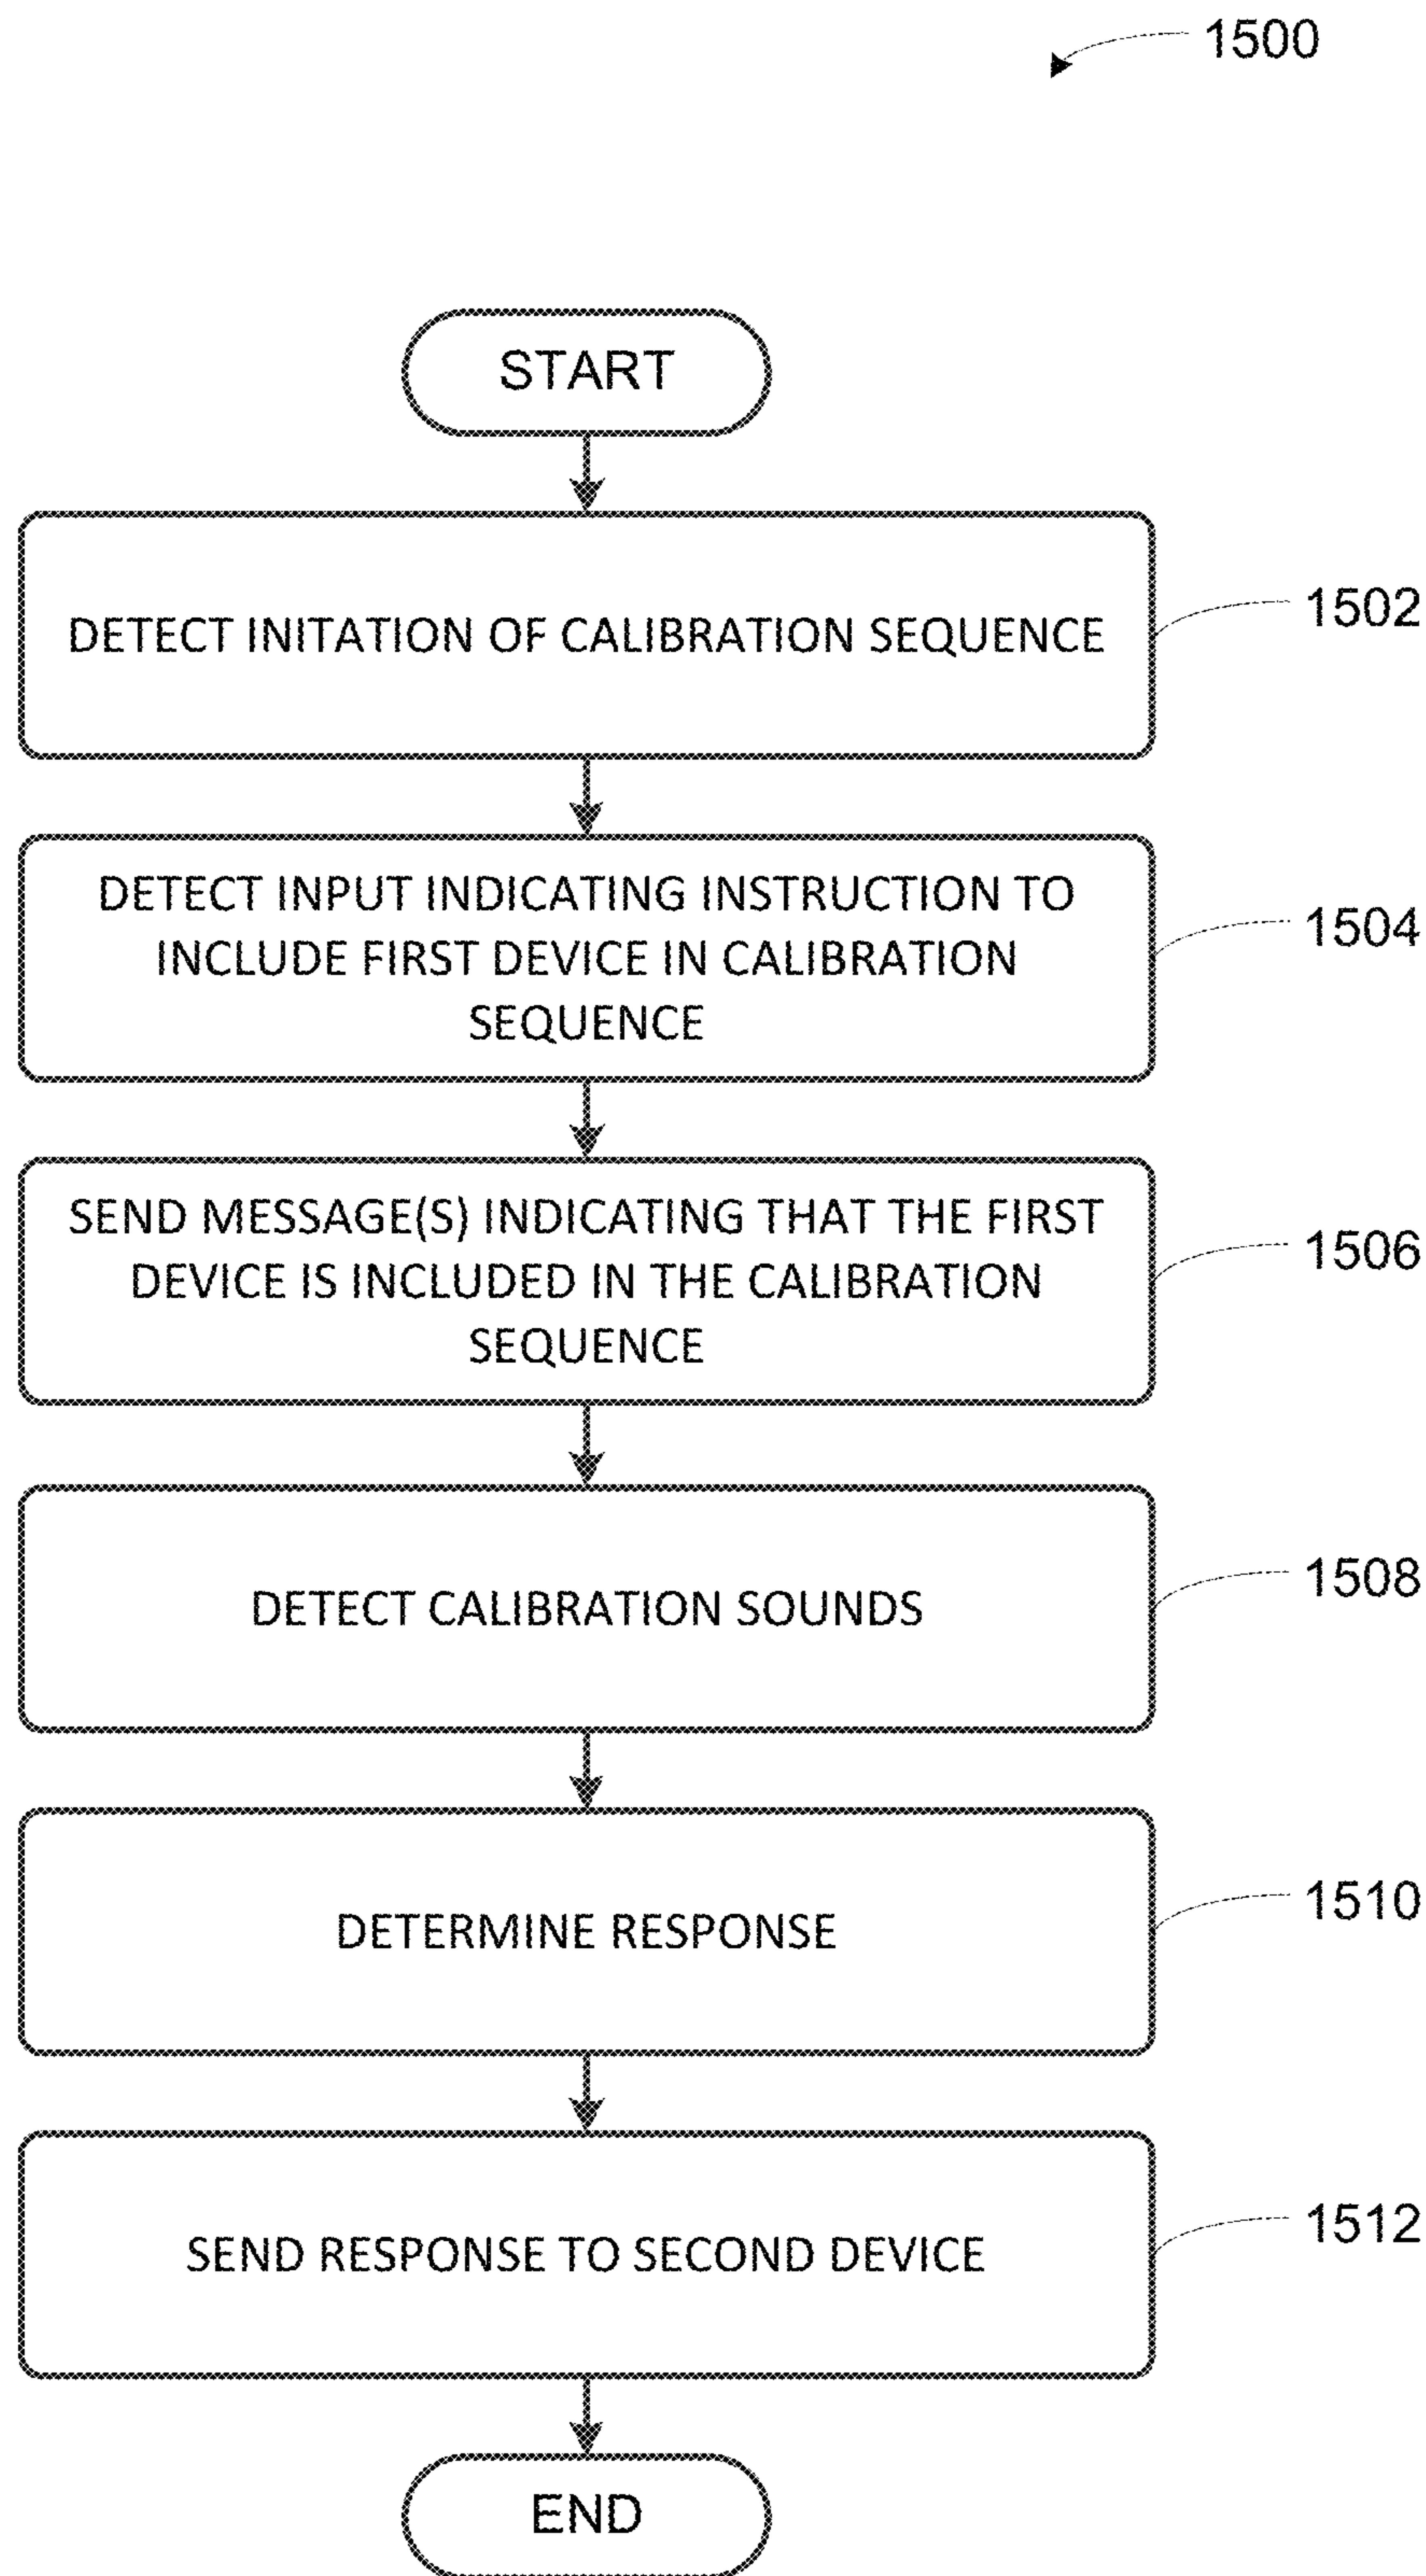 1500
START
DETECT INITATION OF CALIBRATION SEQUENCE
1502
DETECT INPUT INDICATING INSTRUCTION TO
INCLUDE FIRST DEVICE IN CALIBRATION
SEQUENCE
1504
SEND MESSAGE(S) INDICATING THAT THE FIRST
DEVICE IS INCLUDED IN THE CALIBRATION
SEQUENCE
1506
DETECT CALIBRATION SOUNDS
1508
DETERMINE RESPONSE
1510
SEND RESPONSE TO SECOND DEVICE
1512
END